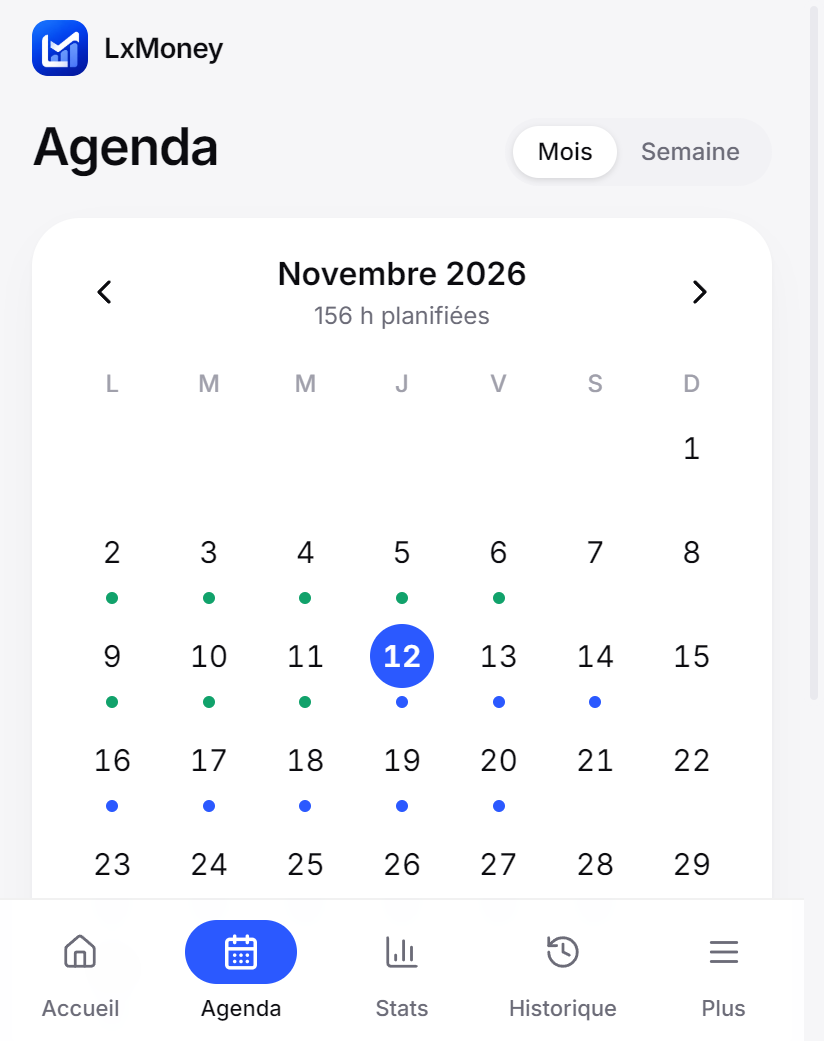 LxMoney
Agenda
Mois Semaine
Novembre 2026
156 h planifiées
L M M J V S D
1
2 3 4 5 6 7 8
9 10 11 12 13 14 15
16 17 18 19 20 21 22
23 24 25 26 27 28 29
Accueil Agenda Stats Historique Plus